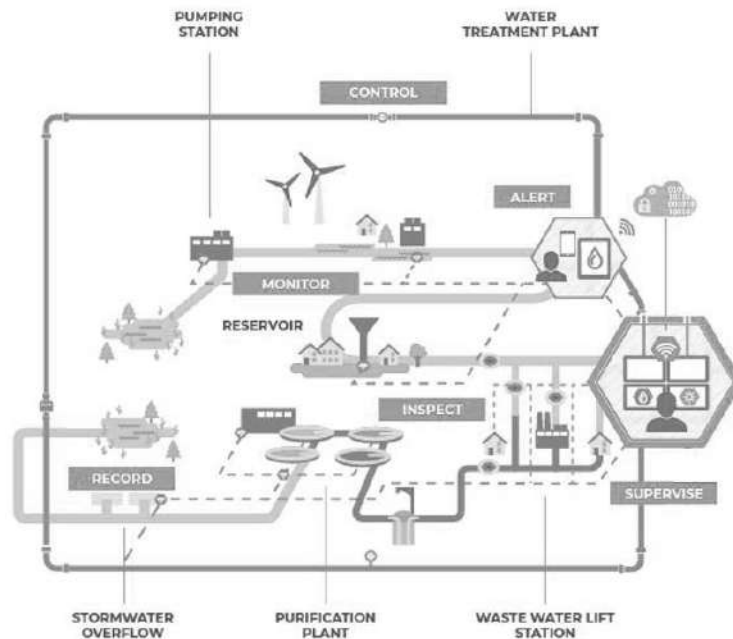 PUMPING
STATION
WATER
TREATMENT PLANT
CONTROL
ALERT
MONITOR
RESERVOIR
INSPECT
RECORD
SUPERVISE
STORMWATER
OVERFLOW
PURIFICATION
PLANT
WASTE WATER LIFT
STATION